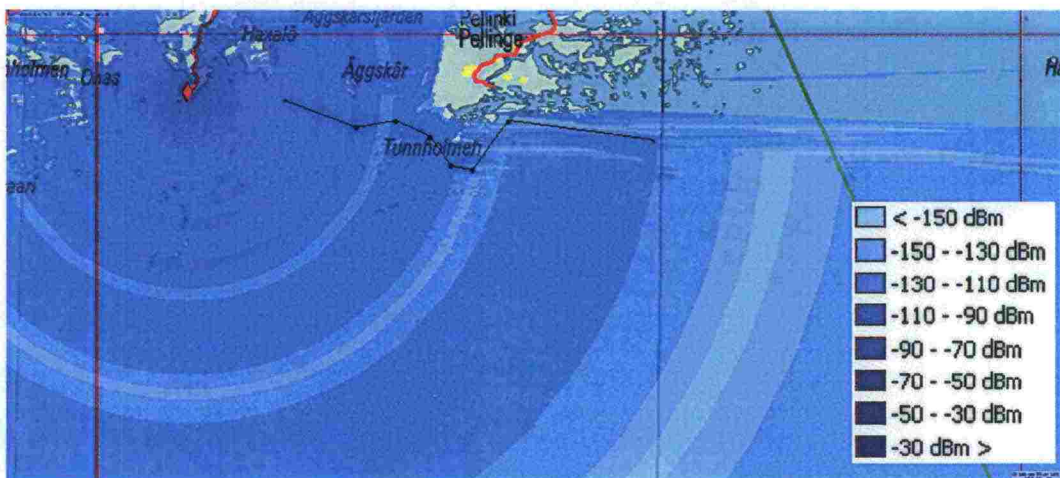 Äggskärsfjärden
Pellinki
Pellinge
Haxalö
Onas
Äggskär
Tunnholmen
< -150 dBm
-150 - -130 dBm
-130 - -110 dBm
-110 - -90 dBm
-90 - -70 dBm
-70 - -50 dBm
-50 - -30 dBm
-30 dBm >